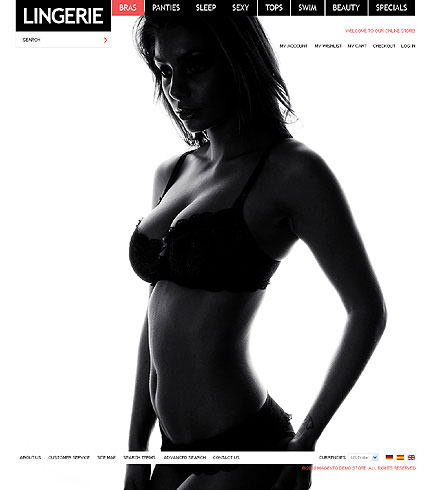 LINGERIE
BRAS PANTIES SLEEP SEXY TOPS SWIM BEAUTY SPECIALS
WELCOME TO OUR ONLINE STORE!
SEARCH
MY ACCOUNT MY WISHLIST MY CART CHECKOUT LOG IN
ABOUT US CUSTOMER SERVICE SITE MAP SEARCH TERMS ADVANCED SEARCH CONTACT US
CURRENCIES US Dollar
MAGENTO DEMO STORE. ALL RIGHTS RESERVED.